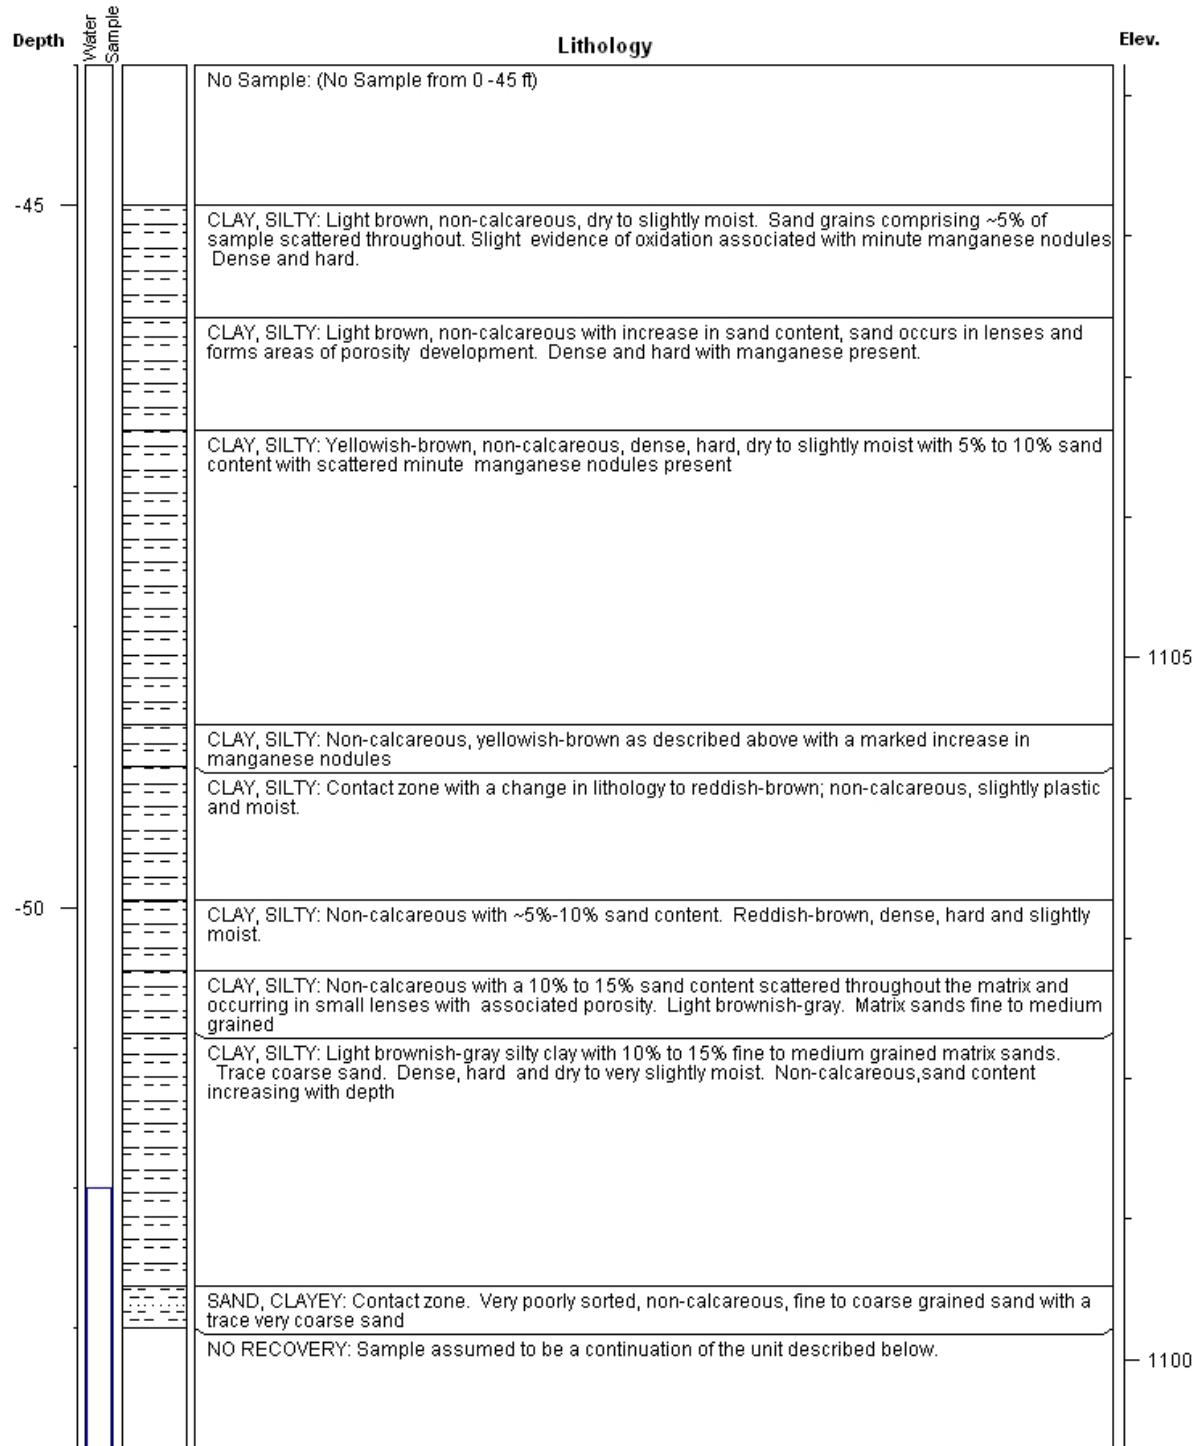 Depth
Water
Sample
Lithology
Elev.
No Sample: (No Sample from 0 -45 ft)
-45
CLAY, SILTY: Light brown, non-calcareous, dry to slightly moist. Sand grains comprising ~5% of
sample scattered throughout. Slight evidence of oxidation associated with minute manganese nodules
Dense and hard.
CLAY, SILTY: Light brown, non-calcareous with increase in sand content, sand occurs in lenses and
forms areas of porosity development. Dense and hard with manganese present.
CLAY, SILTY: Yellowish-brown, non-calcareous, dense, hard, dry to slightly moist with 5% to 10% sand
content with scattered minute manganese nodules present
1105
CLAY, SILTY: Non-calcareous, yellowish-brown as described above with a marked increase in
manganese nodules
CLAY, SILTY: Contact zone with a change in lithology to reddish-brown; non-calcareous, slightly plastic
and moist.
-50
CLAY, SILTY: Non-calcareous with ~5%-10% sand content. Reddish-brown, dense, hard and slightly
moist.
CLAY, SILTY: Non-calcareous with a 10% to 15% sand content scattered throughout the matrix and
occurring in small lenses with associated porosity. Light brownish-gray. Matrix sands fine to medium
grained
CLAY, SILTY: Light brownish-gray silty clay with 10% to 15% fine to medium grained matrix sands.
Trace coarse sand. Dense, hard and dry to very slightly moist. Non-calcareous,sand content
increasing with depth
SAND, CLAYEY: Contact zone. Very poorly sorted, non-calcareous, fine to coarse grained sand with a
trace very coarse sand
NO RECOVERY: Sample assumed to be a continuation of the unit described below.
1100